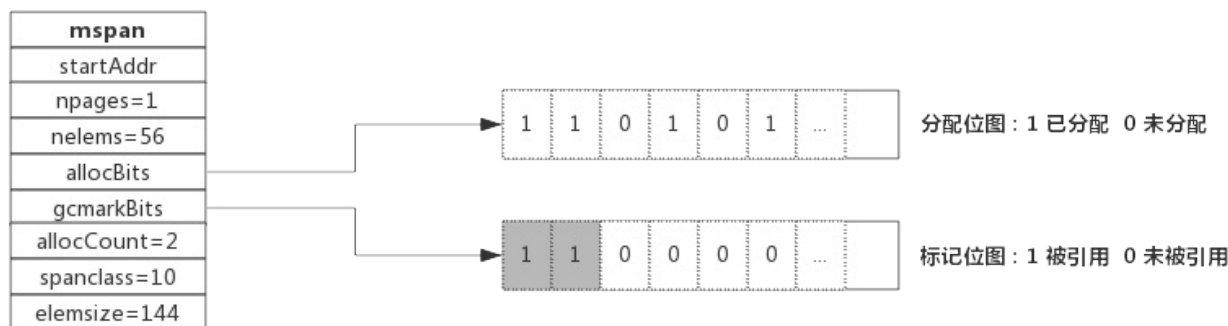 mspan
startAddr
npages=1
nelems=56
allocBits
gcmarkBits
allocCount=2
spanclass=10
elemsize=144
1 1 0 1 0 1 ...
分配位图：1 已分配 0 未分配
1 1 0 0 0 0 ...
标记位图：1 被引用 0 未被引用